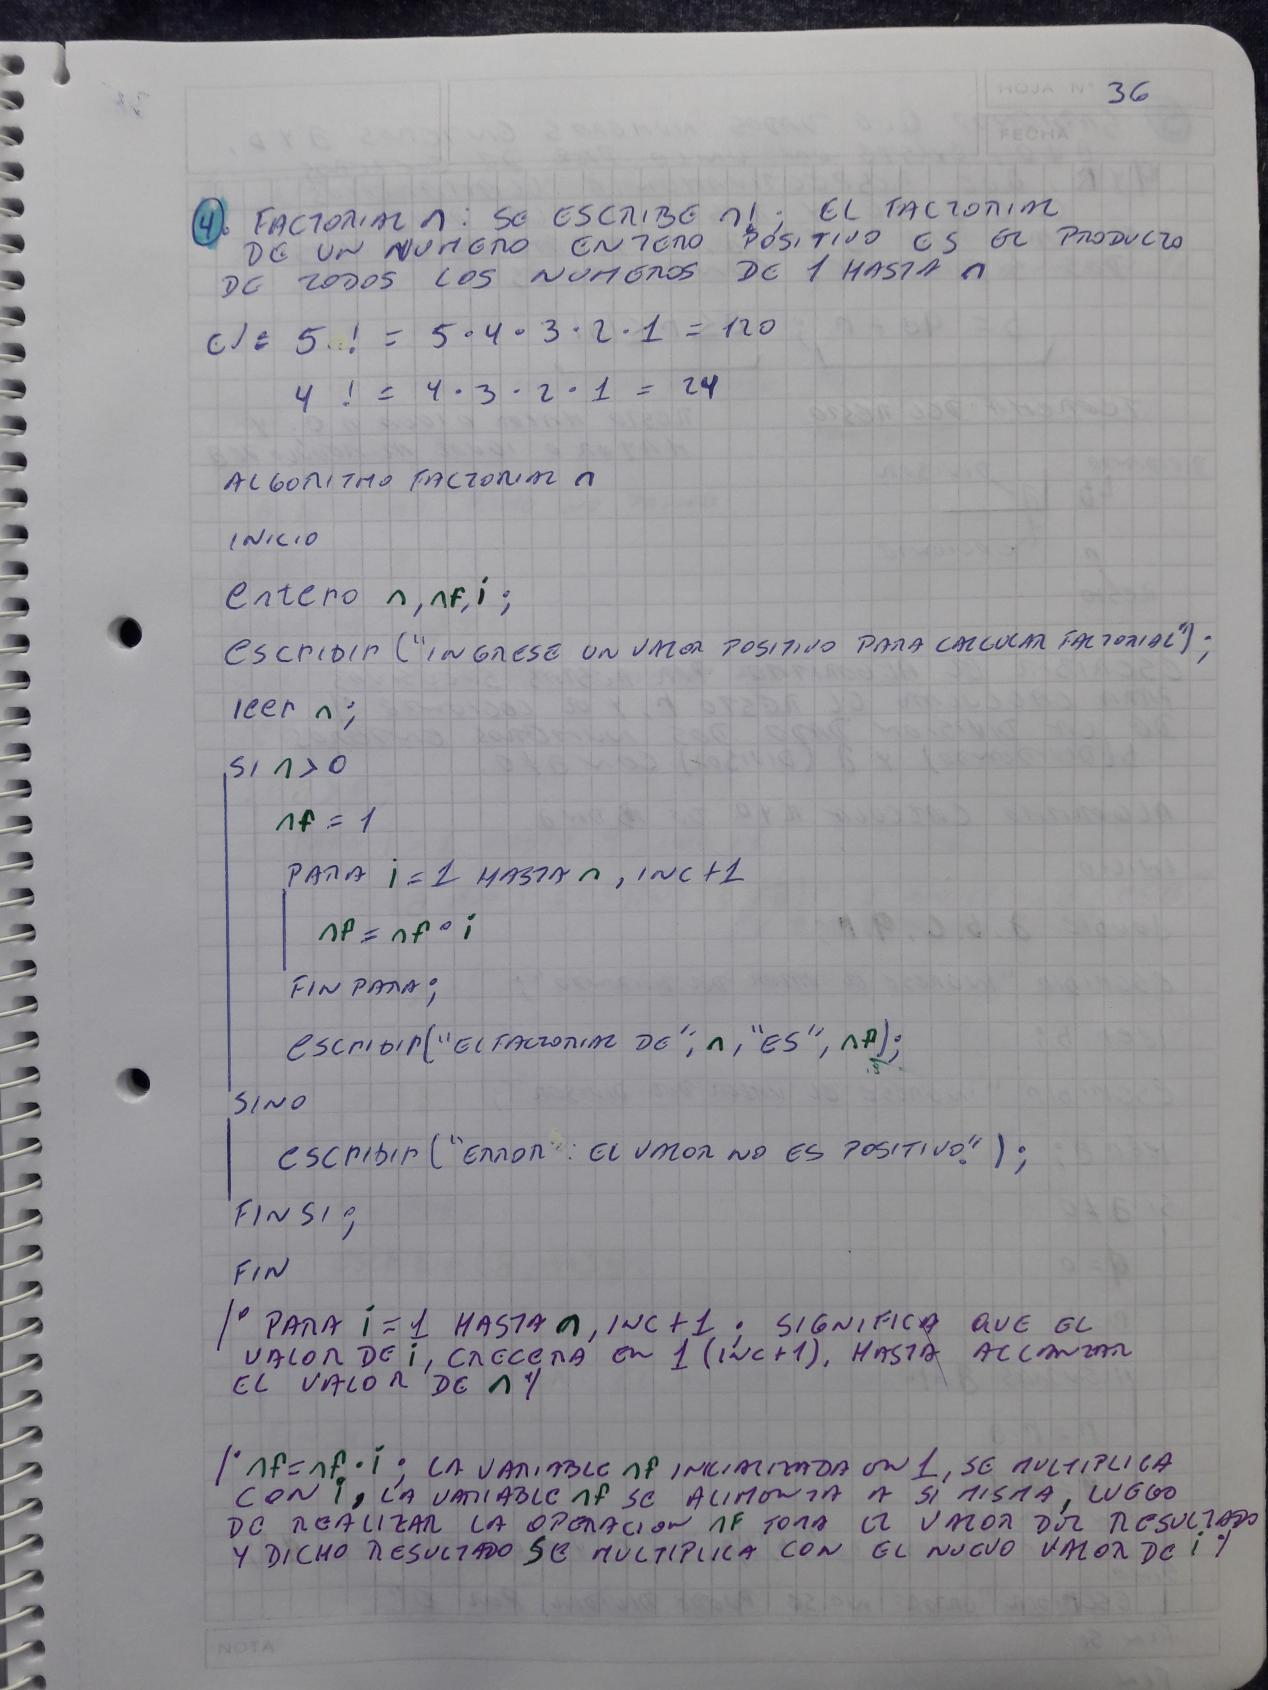 36
FECHA
4. FACTORIAL n: SE ESCRIBE n!; EL FACTORIAL
DE UN NUMERO ENTERO POSITIVO ES EL PRODUCTO
DE TODOS LOS NUMEROS DE 1 HASTA n
EJ: 5! = 5·4·3·2·1 = 120
4! = 4·3·2·1 = 24
ALGORITMO FACTORIAL n
INICIO
entero n, nf, i;
escribir("INGRESE UN VALOR POSITIVO PARA CALCULAR FACTORIAL");
leer n;
SI n>0
nf = 1
PARA i=1 HASTA n, INC+1
nf = nf · i
FIN PARA;
escribir("EL FACTORIAL DE", n, "ES", nf);
SINO
escribir("ERROR: EL VALOR NO ES POSITIVO.");
FIN SI;
FIN
/* PARA i=1 HASTA n, INC+1; SIGNIFICA QUE EL
VALOR DE i, CRECERA EN 1 (INC+1), HASTA ALCANZAR
EL VALOR DE n */
/* nf=nf·i; LA VARIABLE nf INICIALIZADA EN 1, SE MULTIPLICA
CON i, LA VARIABLE nf SE ALIMENTA A SI MISMA, LUEGO
DE REALIZAR LA OPERACION nf TOMA EL VALOR DEL RESULTADO
Y DICHO RESULTADO SE MULTIPLICA CON EL NUEVO VALOR DE i */